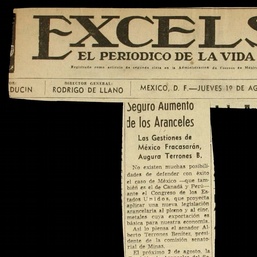 EXCELS
EL PERIODICO DE LA VIDA
DUCIN
DIRECTOR GENERAL:
RODRIGO DE LLANO
MEXICO, D. F.—JUEVES 19 DE AG
Seguro Aumento
de los Aranceles
Las Gestiones de
México Fracasarán,
Augura Terrones B.
No existen muchas posibili-
dades de defender con éxito
el caso de México —que tam-
bién es el de Canadá y Perú—
ante el Congreso de los Es-
tados Unidos, que proyecta
aplicar una nueva legislación
arancelaria al plomo y al zinc,
metales cuya exportación es
básica para nuestra economía.
Así lo piensa el senador Al-
berto Terrones Benítez, presi-
dente de la comisión senato-
rial de Minas.
El próximo 2 de agosto, la